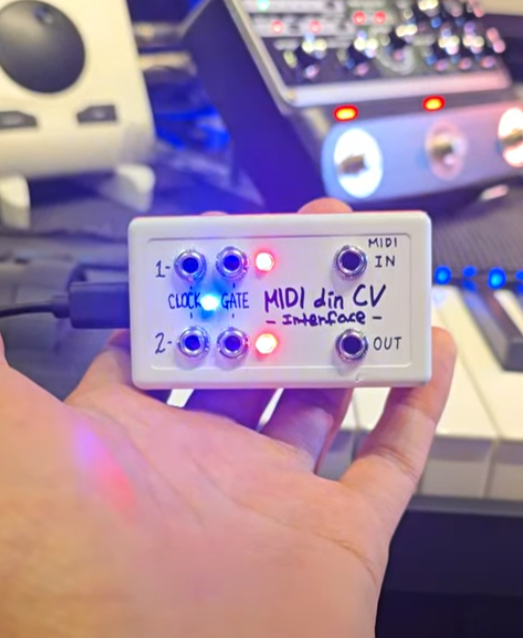 MIDI
1- IN
CLOCK GATE MIDI din CV
- Interface -
2- OUT